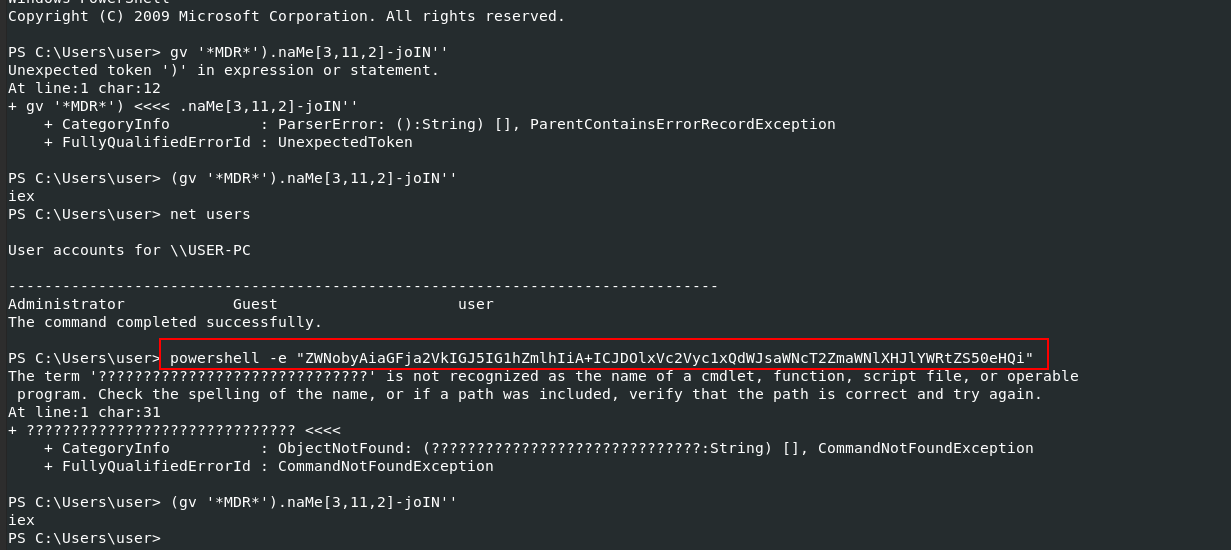 Windows PowerShell
Copyright (C) 2009 Microsoft Corporation. All rights reserved.
PS C:\Users\user> gv '*MDR*').naMe[3,11,2]-joIN''
Unexpected token ')' in expression or statement.
At line:1 char:12
+ gv '*MDR*') <<<< .naMe[3,11,2]-joIN''
    + CategoryInfo          : ParserError: ():String) [], ParentContainsErrorRecordException
    + FullyQualifiedErrorId : UnexpectedToken
PS C:\Users\user> (gv '*MDR*').naMe[3,11,2]-joIN''
iex
PS C:\Users\user> net users
User accounts for \\USER-PC
-------------------------------------------------------------------------------
Administrator            Guest                    user
The command completed successfully.
PS C:\Users\user> powershell -e "ZWNobyAiaGFja2VkIGJ5IG1hZmlhIiA+ICJDOlxVc2Vyc1xQdWJsaWNcT2ZmaWNlXHJlYWRtZS50eHQi"
The term '??????????????????????????????' is not recognized as the name of a cmdlet, function, script file, or operable
 program. Check the spelling of the name, or if a path was included, verify that the path is correct and try again.
At line:1 char:31
+ ?????????????????????????????? <<<<
    + CategoryInfo          : ObjectNotFound: (??????????????????????????????:String) [], CommandNotFoundException
    + FullyQualifiedErrorId : CommandNotFoundException
PS C:\Users\user> (gv '*MDR*').naMe[3,11,2]-joIN''
iex
PS C:\Users\user>